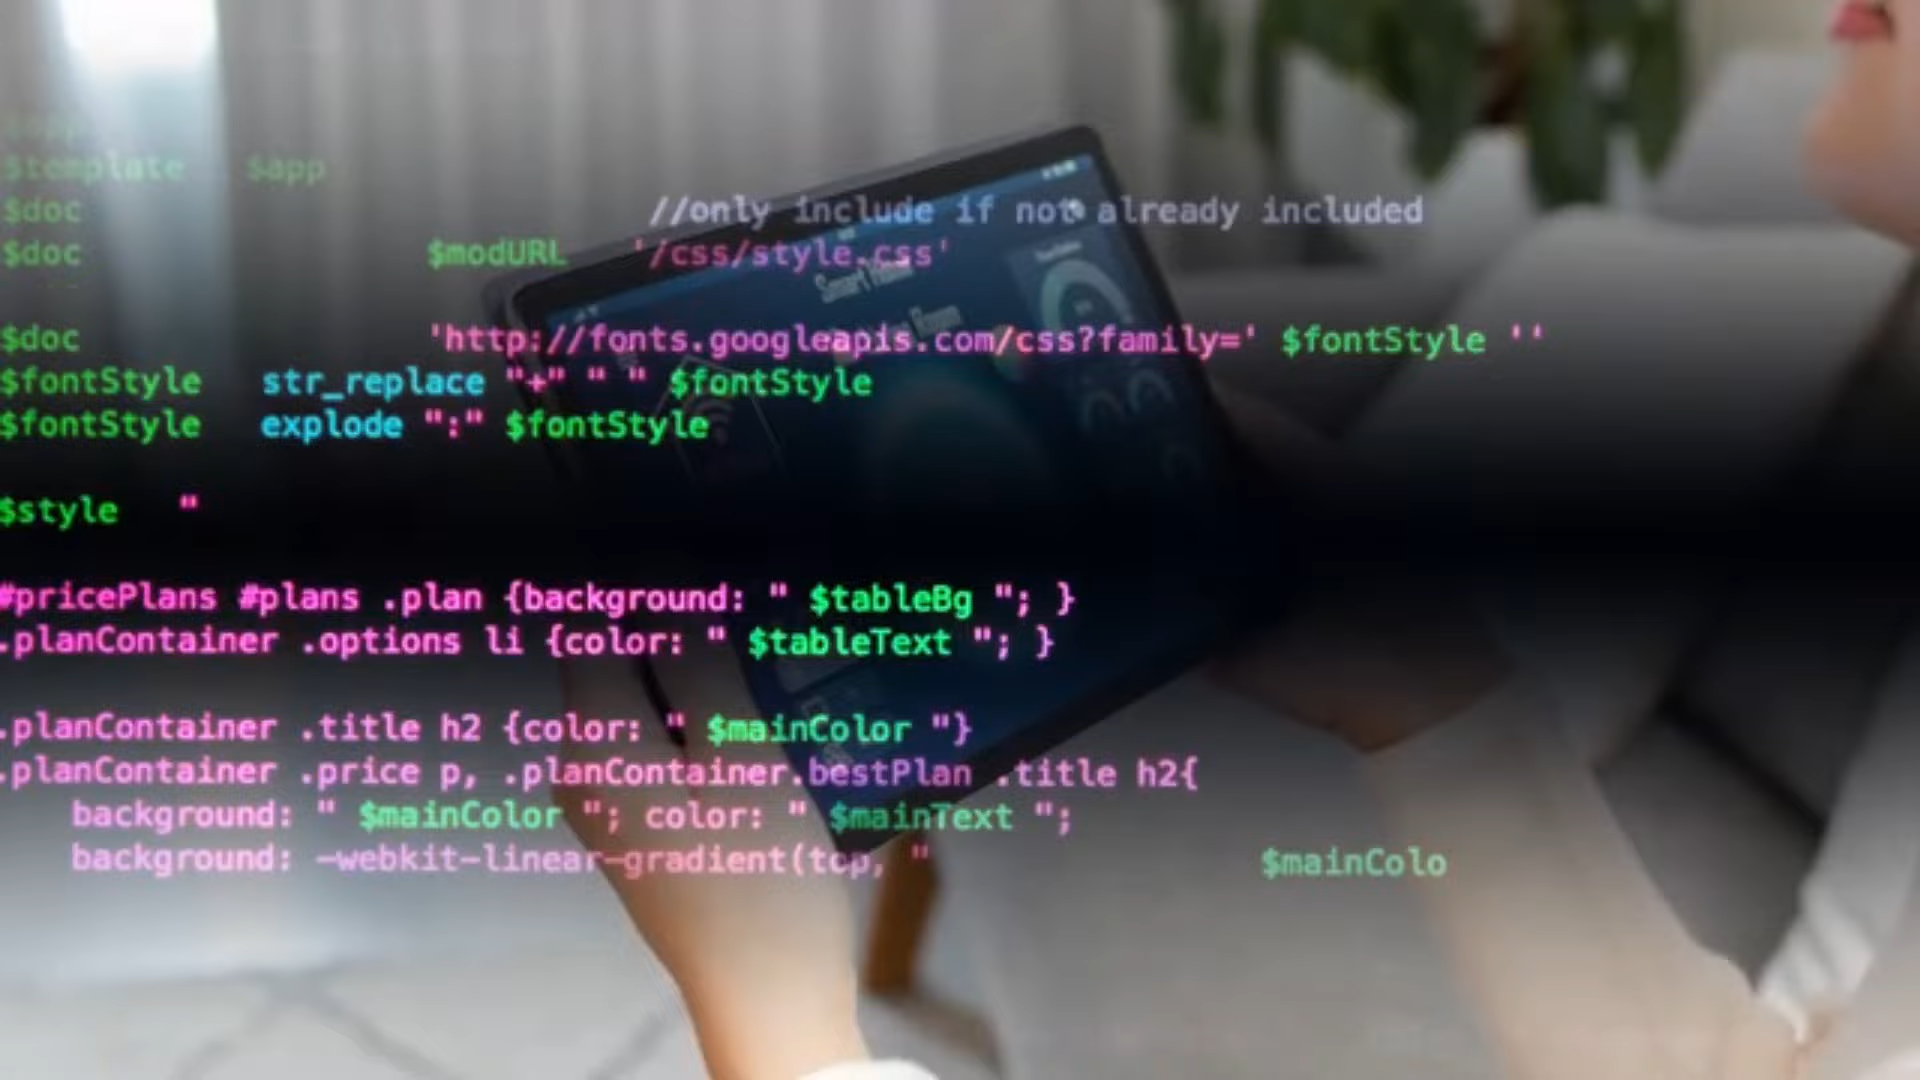 $template $app
$doc //only include if not already included
$doc $modURL '/css/style.css'
$doc 'http://fonts.googleapis.com/css?family=' $fontStyle ''
$fontStyle str_replace "+" " " $fontStyle
$fontStyle explode ":" $fontStyle
$style "
#pricePlans #plans .plan {background: " $tableBg "; }
.planContainer .options li {color: " $tableText "; }
.planContainer .title h2 {color: " $mainColor "}
.planContainer .price p, .planContainer.bestPlan .title h2{
background: " $mainColor "; color: " $mainText ";
background: -webkit-linear-gradient(top, " $mainColo
Smart Home